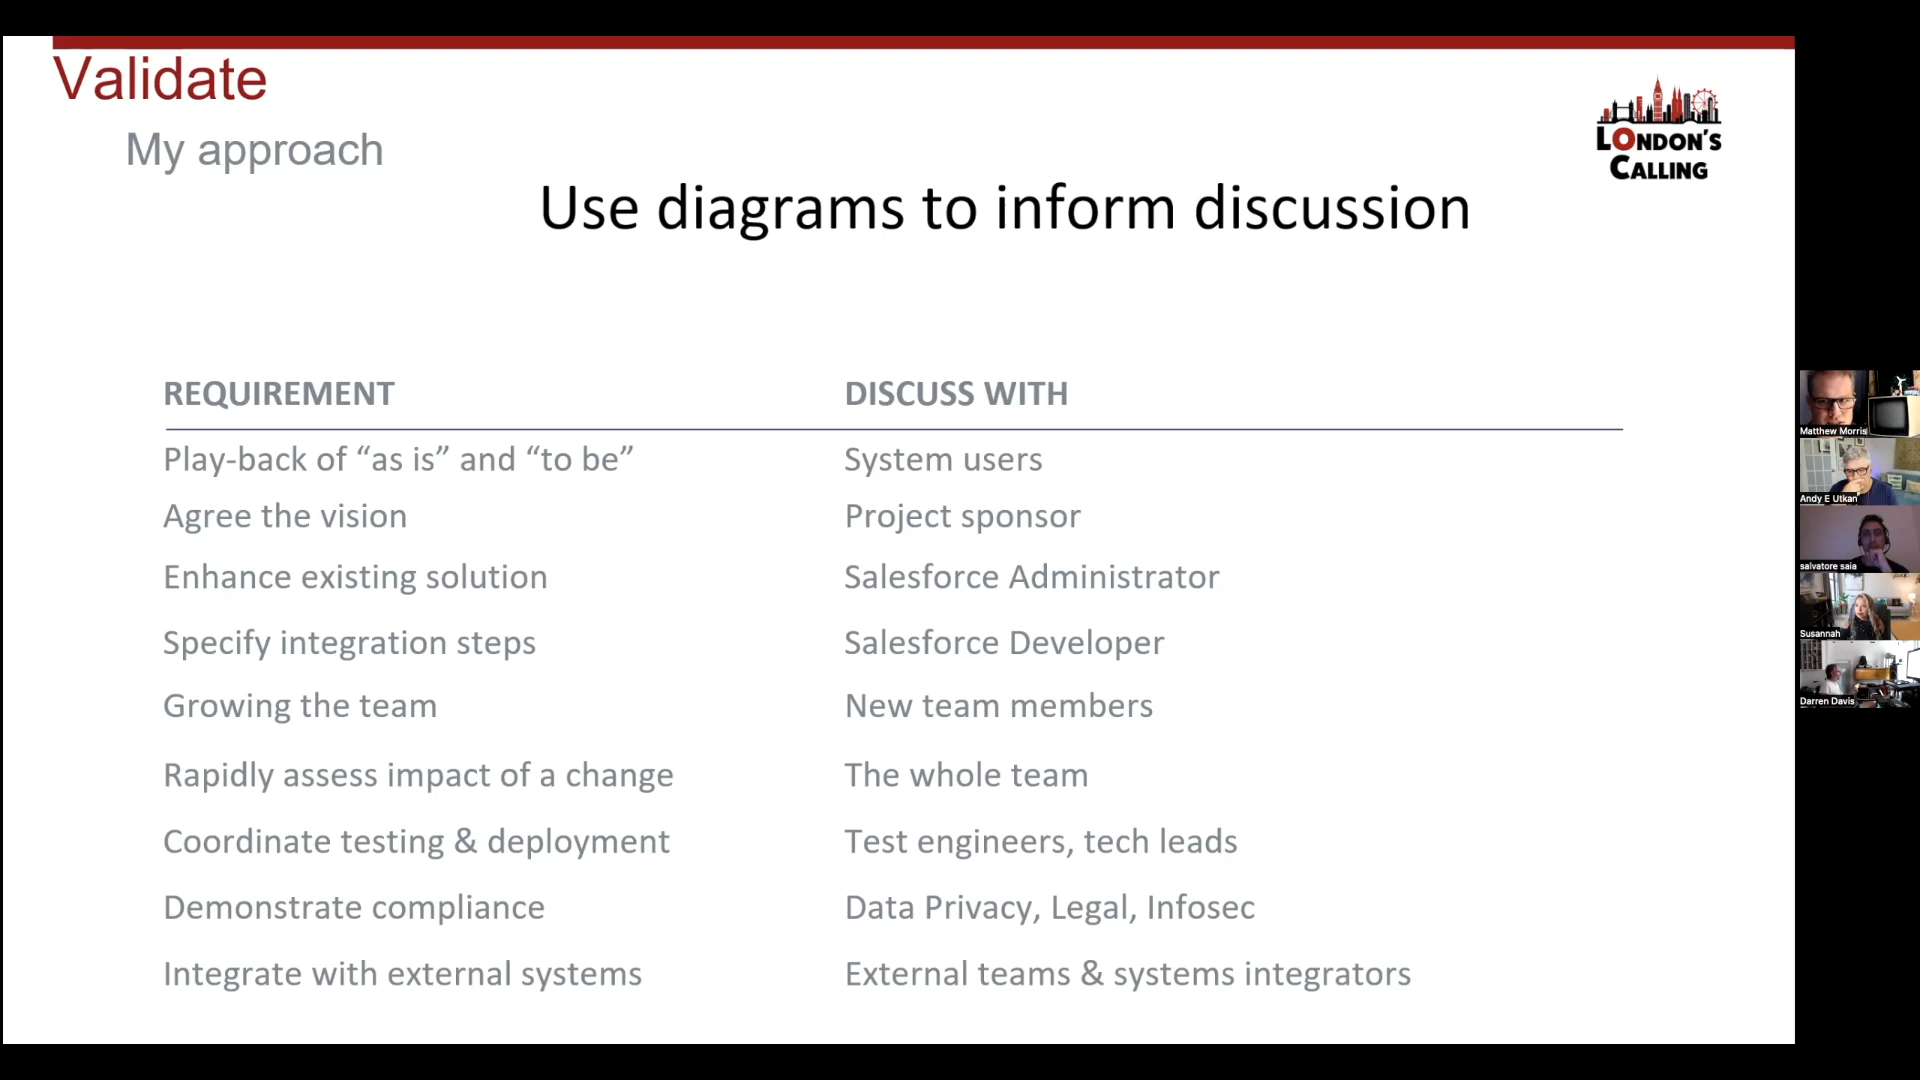 Validate
My approach
LONDON'S
CALLING
Use diagrams to inform discussion
REQUIREMENT DISCUSS WITH
Play-back of “as is” and “to be” System users
Agree the vision Project sponsor
Enhance existing solution Salesforce Administrator
Specify integration steps Salesforce Developer
Growing the team New team members
Rapidly assess impact of a change The whole team
Coordinate testing & deployment Test engineers, tech leads
Demonstrate compliance Data Privacy, Legal, Infosec
Integrate with external systems External teams & systems integrators
Matthew Morris
Andy E Utkan
salvatore saia
Susannah
Darren Davis